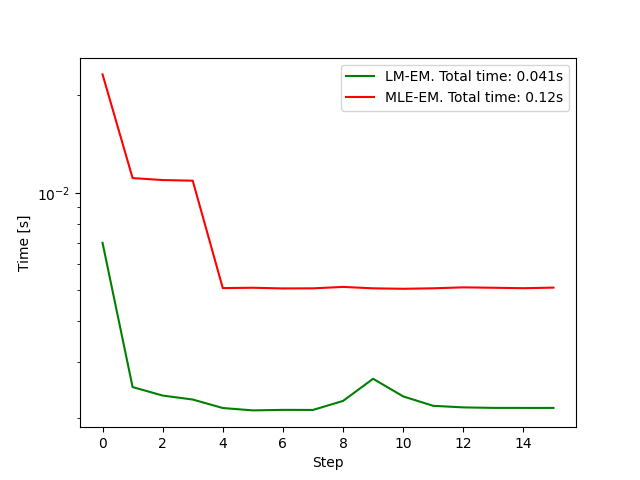 LM-EM. Total time: 0.041s
MLE-EM. Total time: 0.12s
10⁻²
Time [s]
0 2 4 6 8 10 12 14
Step